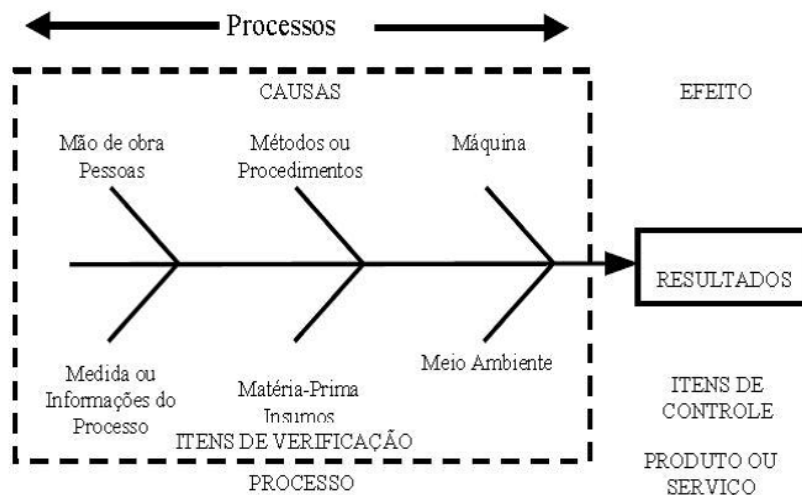 Processos
CAUSAS
EFEITO
Mão de obra
Pessoas
Métodos ou
Procedimentos
Máquina
RESULTADOS
Medida ou
Informações do
Processo
Matéria-Prima
Insumos
Meio Ambiente
ITENS DE VERIFICAÇÃO
PROCESSO
ITENS DE
CONTROLE
PRODUTO OU
SERVIÇO